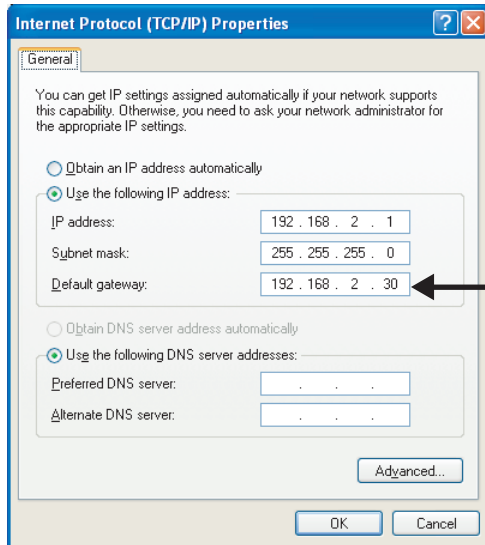 Internet Protocol (TCP/IP) Properties
General
You can get IP settings assigned automatically if your network supports
this capability. Otherwise, you need to ask your network administrator for
the appropriate IP settings.
Obtain an IP address automatically
Use the following IP address:
IP address: 192 . 168 . 2 . 1
Subnet mask: 255 . 255 . 255 . 0
Default gateway: 192 . 168 . 2 . 30
Obtain DNS server address automatically
Use the following DNS server addresses:
Preferred DNS server: . . .
Alternate DNS server: . . .
Advanced...
OK Cancel